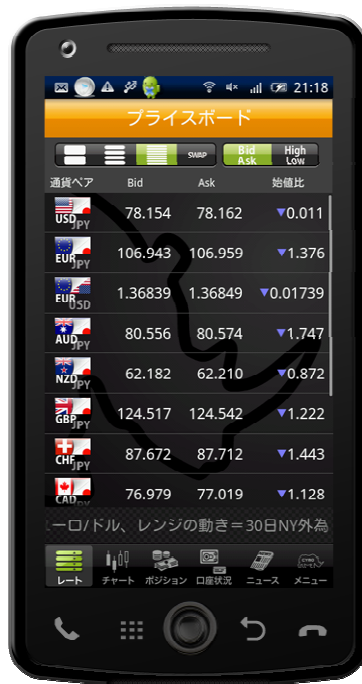 21:18
プライスボード
SWAP
Bid Ask
High Low
通貨ペア Bid Ask 始値比
USD JPY 78.154 78.162 ▼0.011
EUR JPY 106.943 106.959 ▼1.376
EUR USD 1.36839 1.36849 ▼0.01739
AUD JPY 80.556 80.574 ▼1.747
NZD JPY 62.182 62.210 ▼0.872
GBP JPY 124.517 124.542 ▼1.222
CHF JPY 87.672 87.712 ▼1.443
CAD JPY 76.979 77.019 ▼1.128
ーロ/ドル、レンジの動き＝30日NY外為
レート チャート ポジション 口座状況 ニュース メニュー